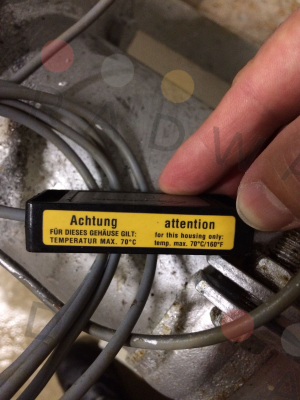 Achtung attention
FÜR DIESES GEHÄUSE GILT: for this housing only:
TEMPERATUR MAX. 70°C temp. max. 70°C/160°F